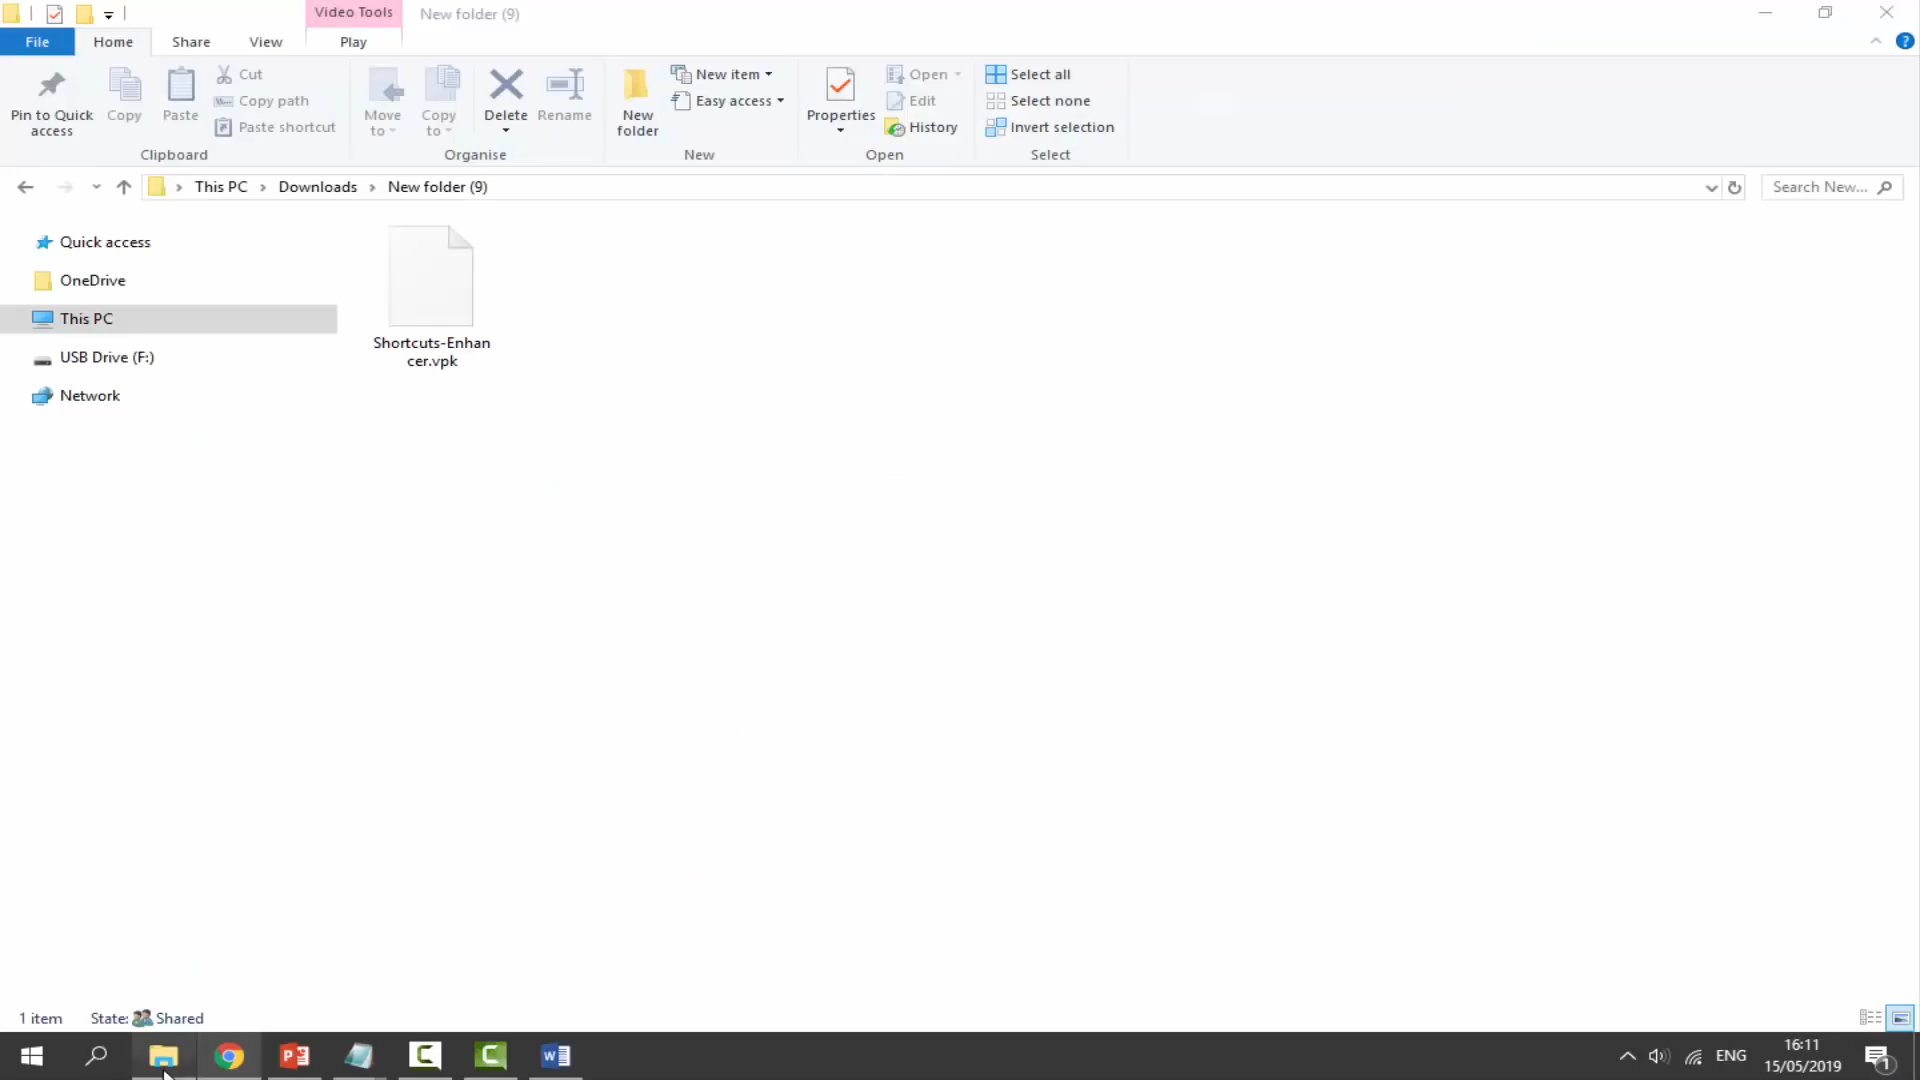 Video Tools
New folder (9)
File
Home
Share
View
Play
Pin to Quick
access
Copy
Paste
Cut
Copy path
Paste shortcut
Clipboard
Move
to
Copy
to
Delete
Rename
Organise
New
folder
New item
Easy access
New
Properties
Open
Edit
History
Open
Select all
Select none
Invert selection
Select
This PC
Downloads
New folder (9)
Search New...
Quick access
OneDrive
This PC
USB Drive (F:)
Network
Shortcuts-Enhan
cer.vpk
1 item
State:
Shared
ENG
16:11
15/05/2019
1